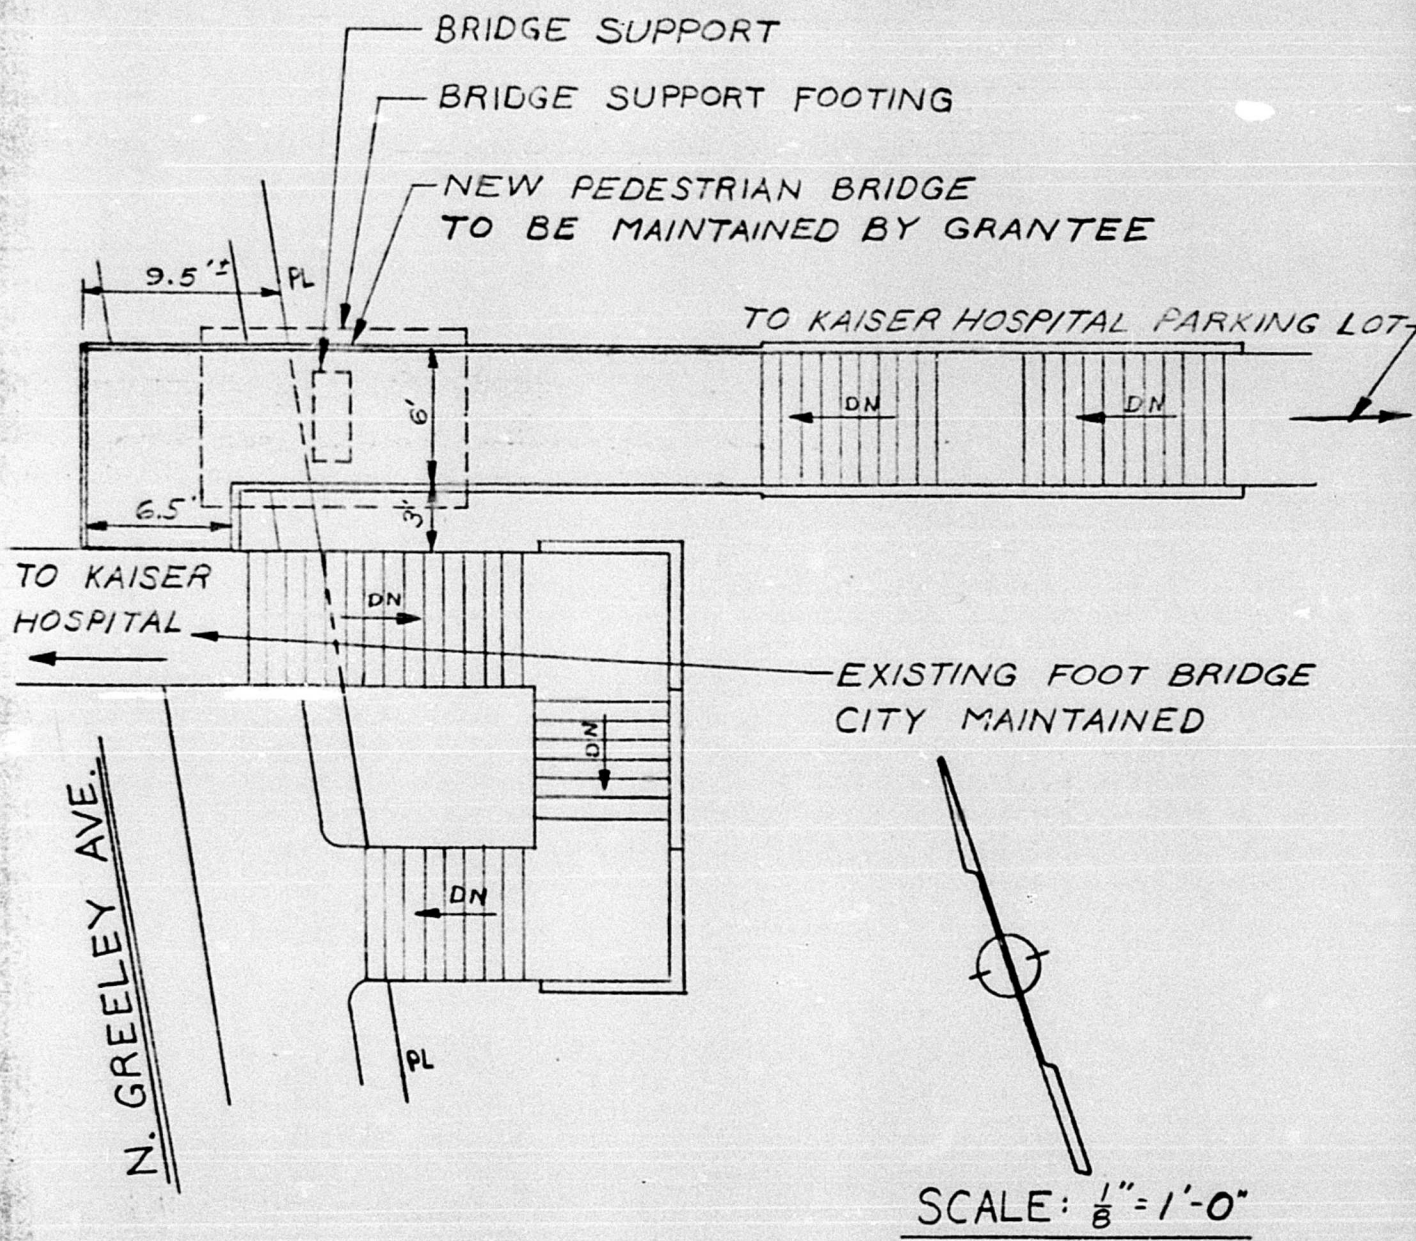 BRIDGE SUPPORT
BRIDGE SUPPORT FOOTING
NEW PEDESTRIAN BRIDGE
TO BE MAINTAINED BY GRANTEE
9.5'±
PL
TO KAISER HOSPITAL PARKING LOT
DN
DN
6'
6.5'
3'
TO KAISER
HOSPITAL
DN
EXISTING FOOT BRIDGE
CITY MAINTAINED
DN
N. GREELEY AVE.
DN
PL
SCALE: 1/8" = 1'-0"